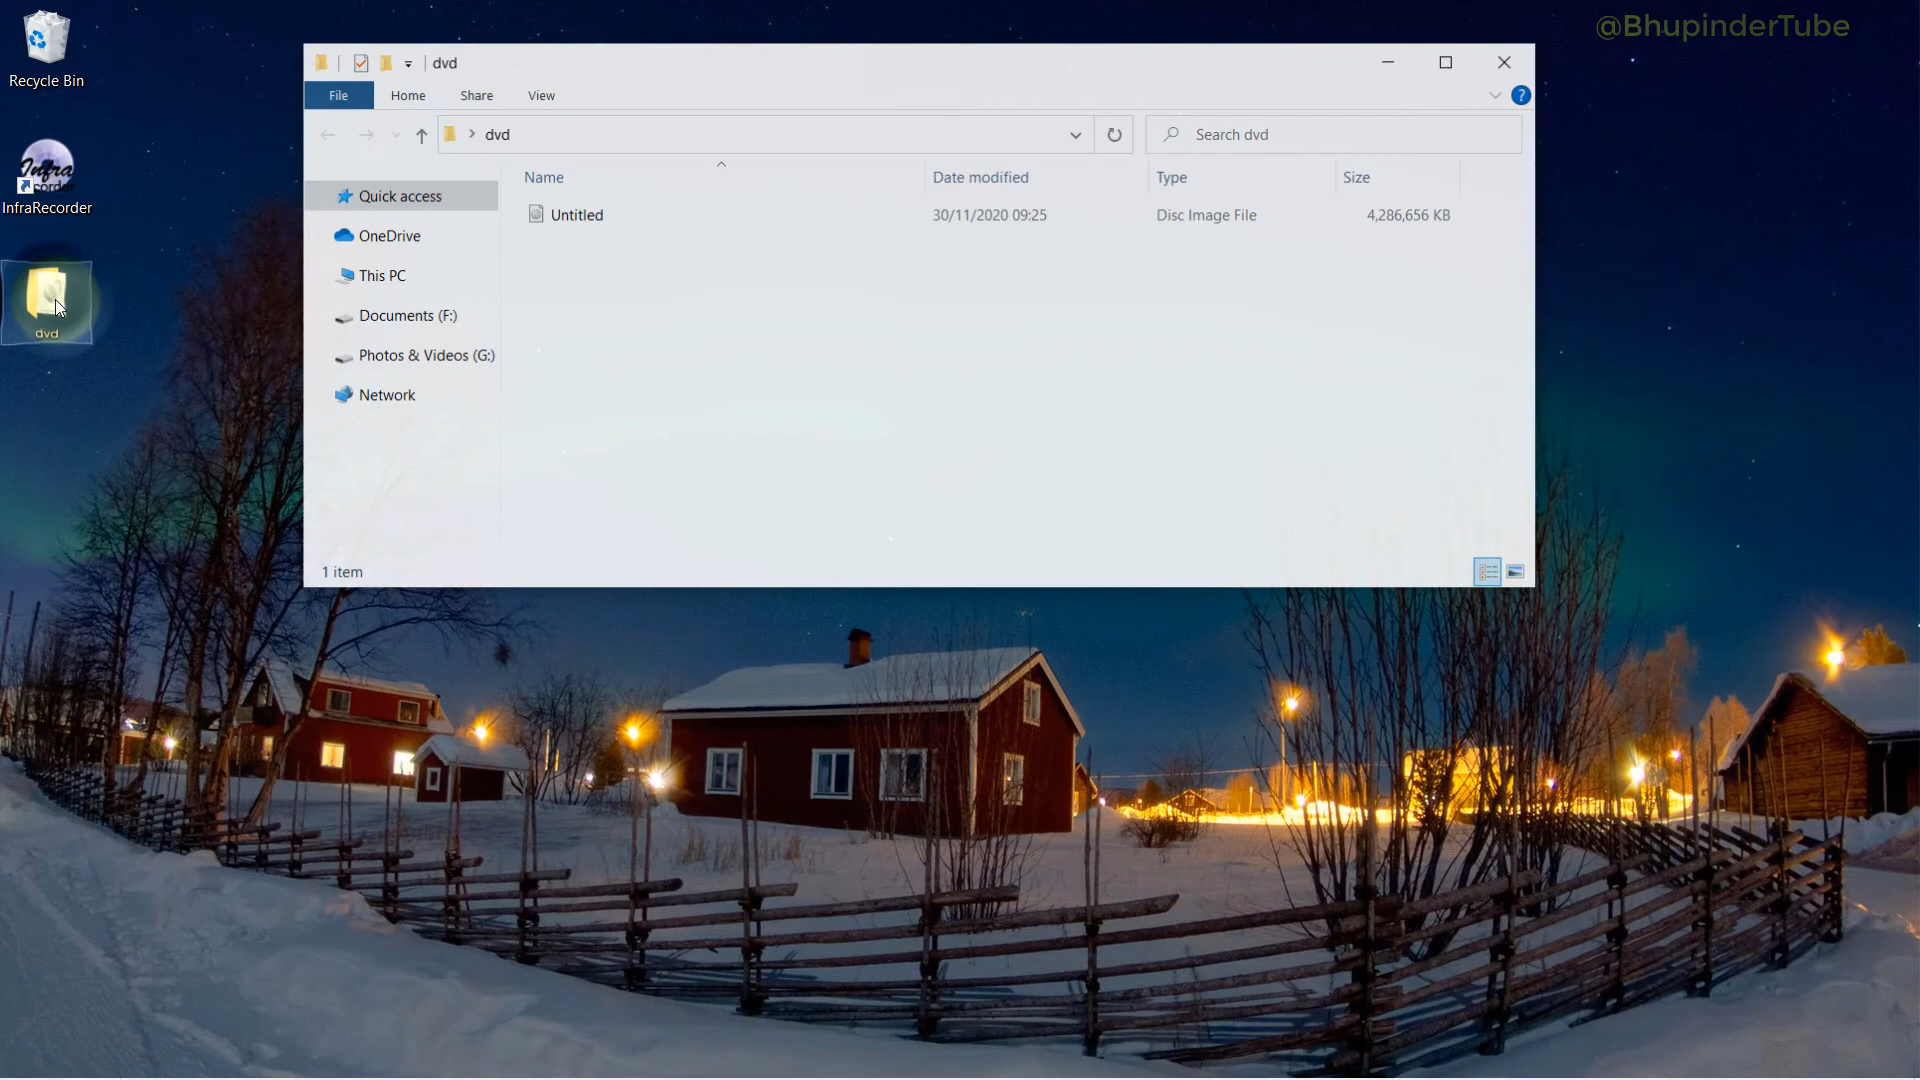 @BhupinderTube
Recycle Bin
Infra
corder
InfraRecorder
dvd
dvd
File Home Share View ?
dvd
Search dvd
Name Date modified Type Size
Untitled 30/11/2020 09:25 Disc Image File 4,286,656 KB
Quick access
OneDrive
This PC
Documents (F:)
Photos & Videos (G:)
Network
1 item